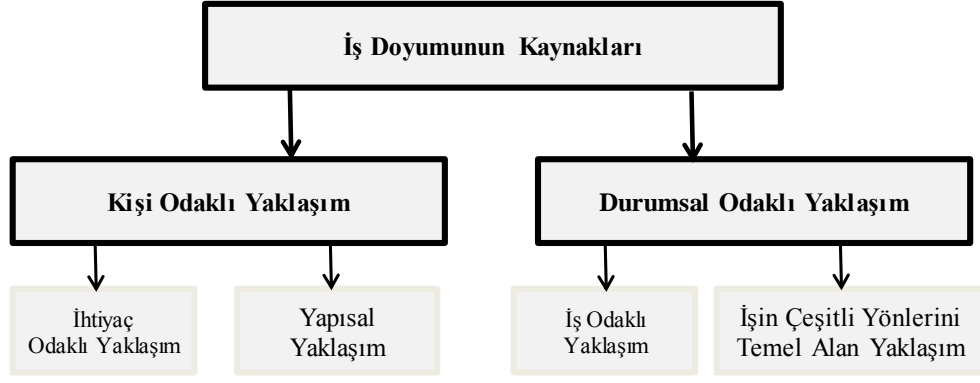 İş Doyumunun Kaynakları
Kişi Odaklı Yaklaşım
Durumsal Odaklı Yaklaşım
İhtiyaç
Odaklı Yaklaşım
Yapısal
Yaklaşım
İş Odaklı
Yaklaşım
İşin Çeşitli Yönlerini
Temel Alan Yaklaşım